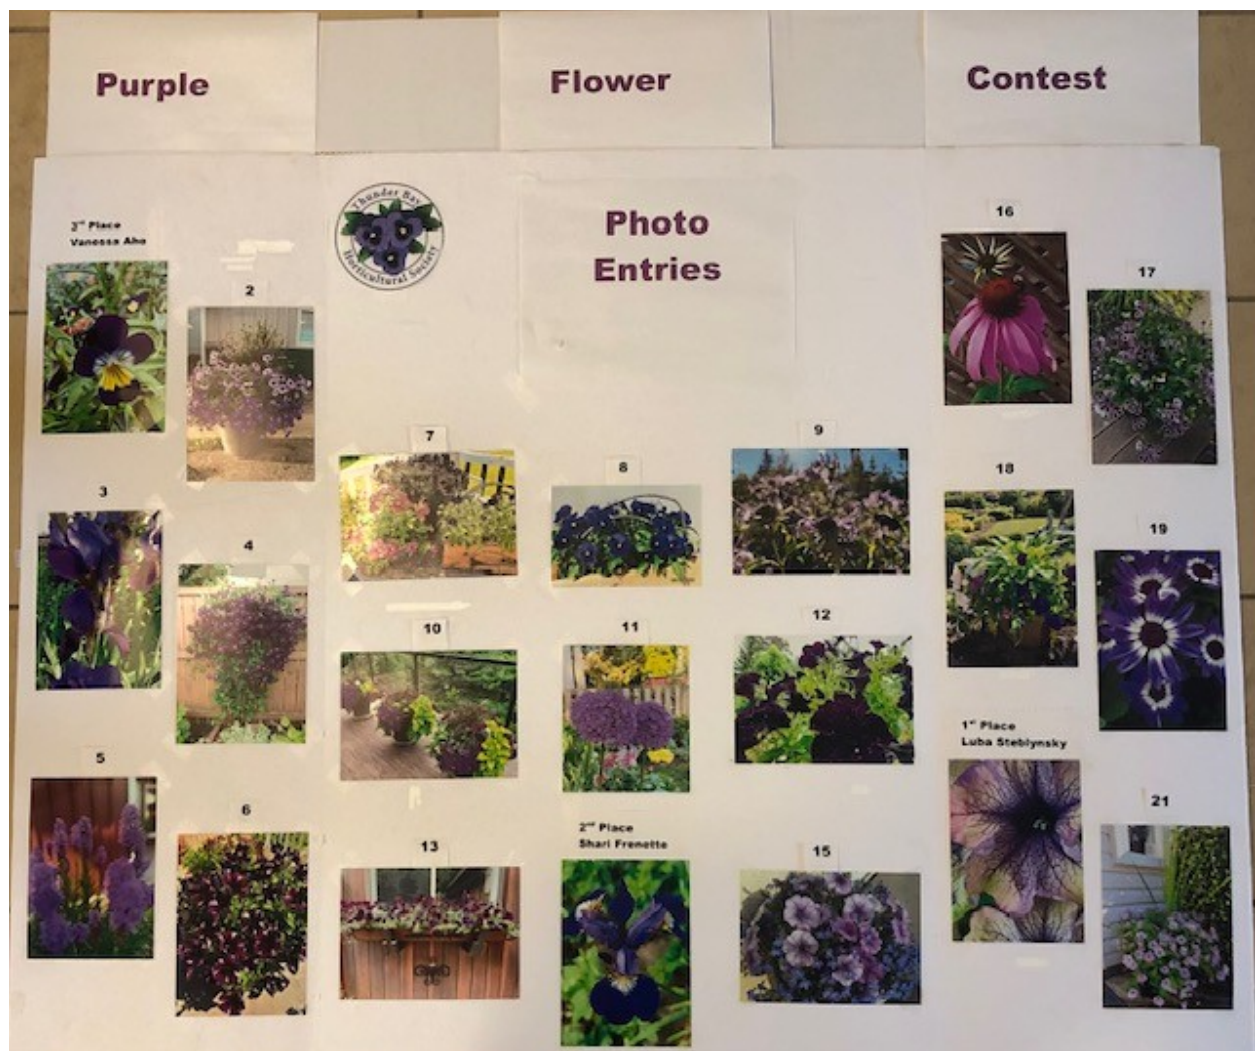 Purple Flower Contest
Thunder Bay
Horticultural Society
Photo
Entries
3rd Place
Vanessa Aho
2
3
4
5
6
7
8
9
10
11
12
13
2nd Place
Shari Frenette
15
16
17
18
19
1st Place
Luba Steblynsky
21